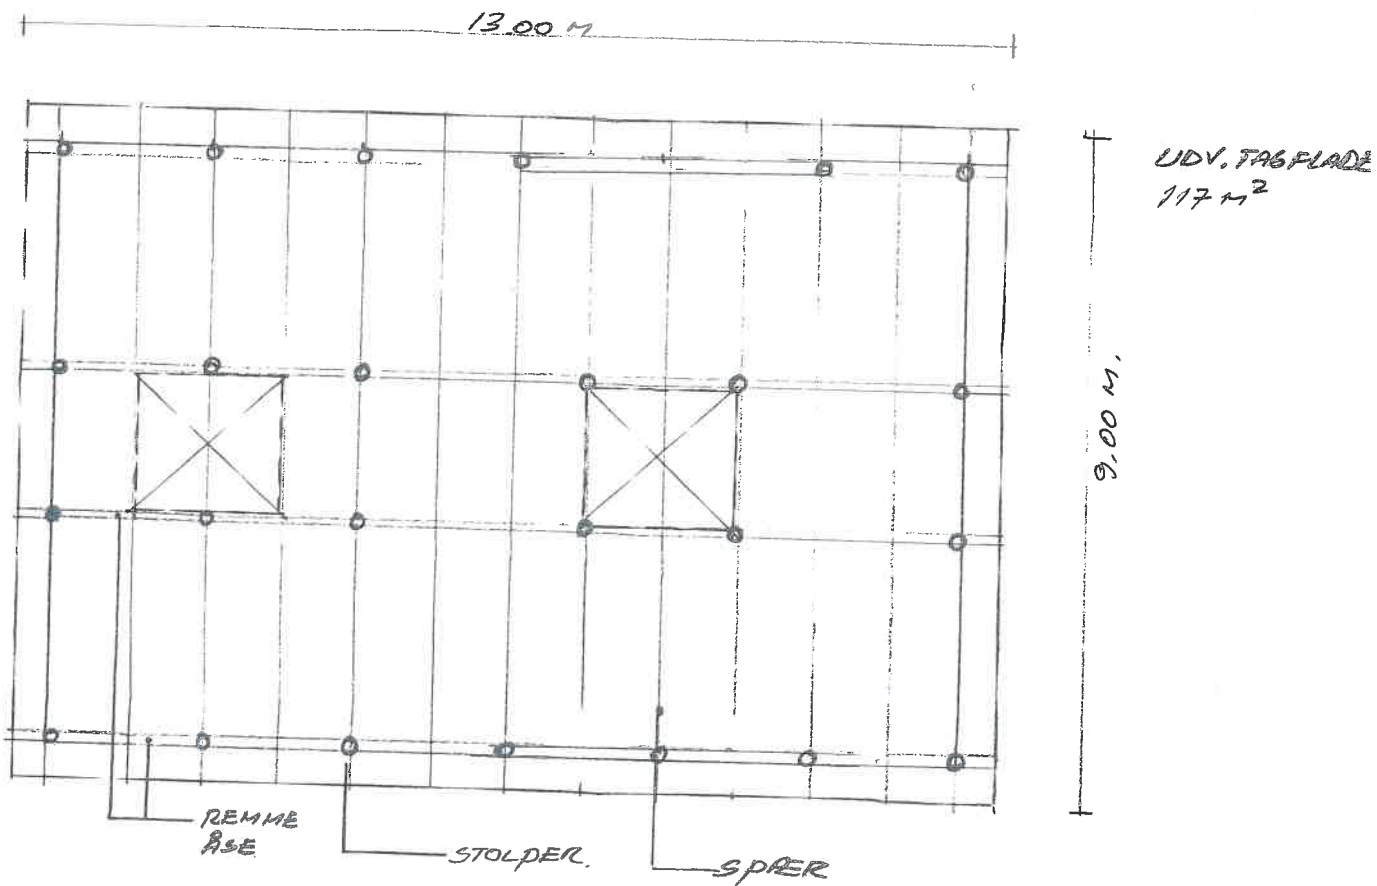 13.00 M
UDV. TAGFLADE
117 M²
9.00 M.
REMME
ÅSE
STOLPER.
SPÆR